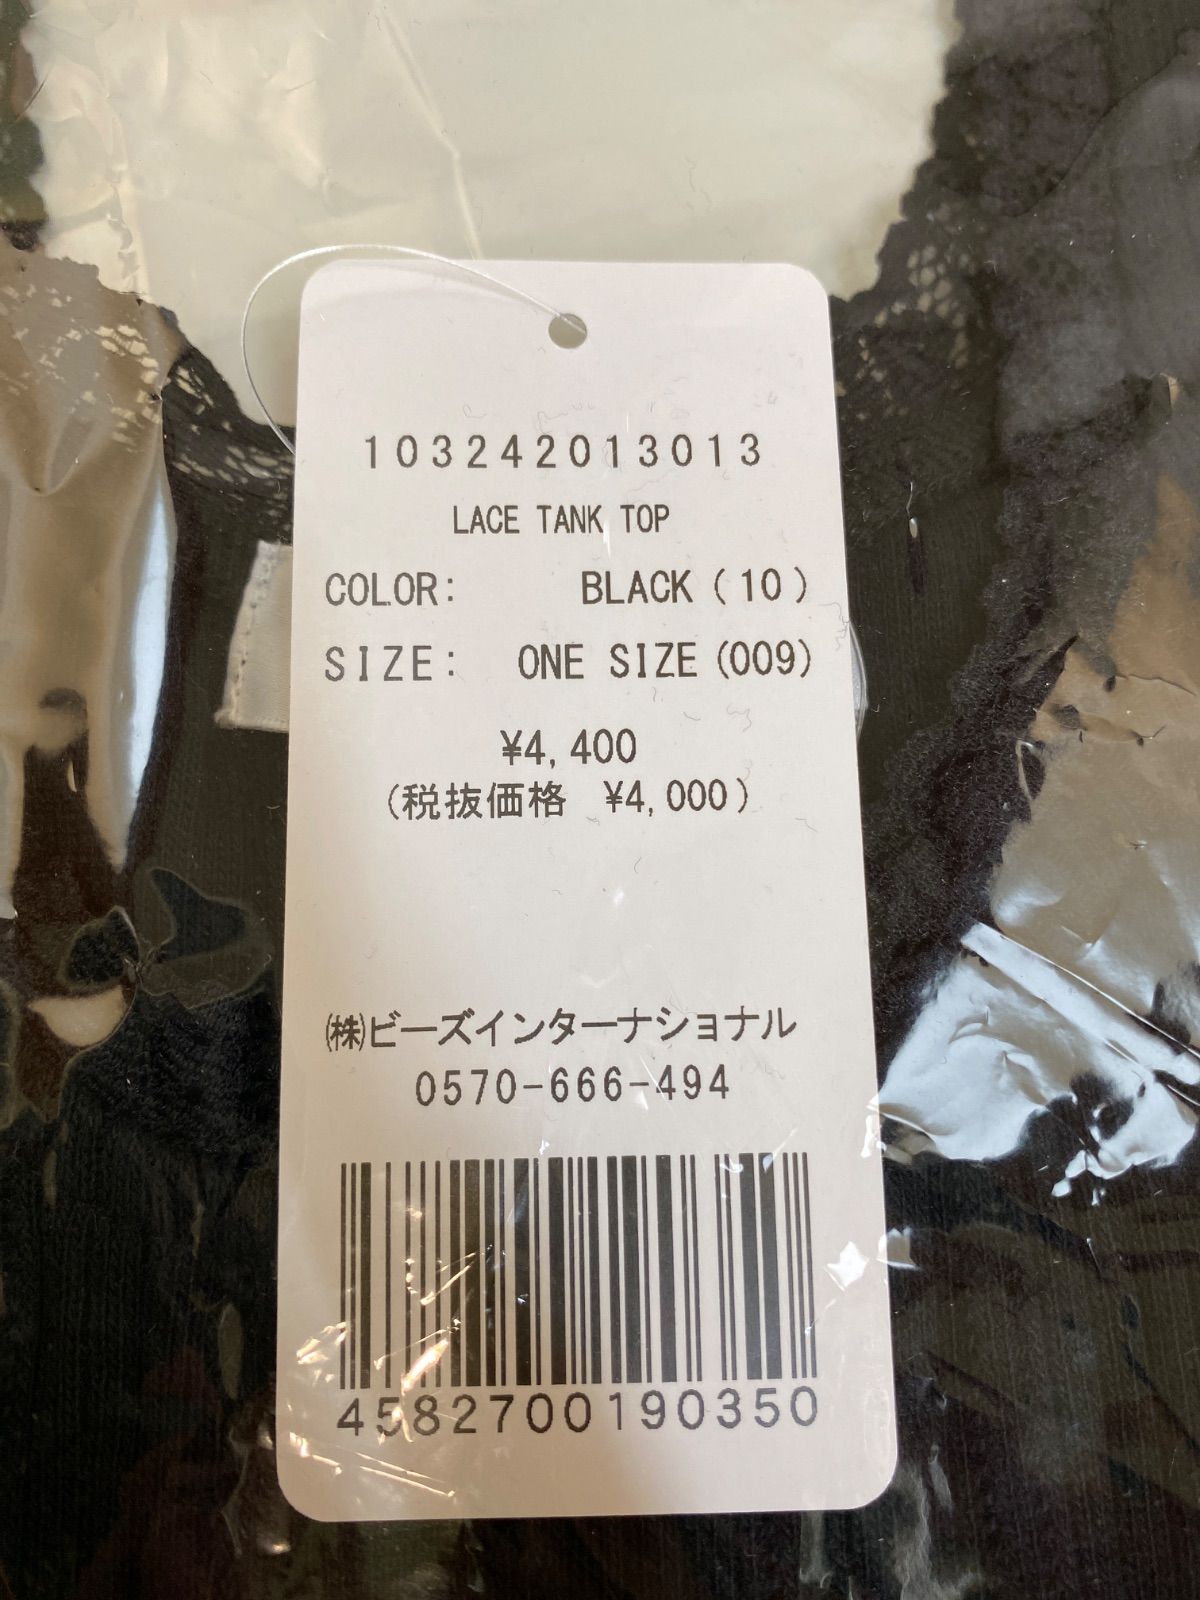 103242013013
LACE TANK TOP
COLOR: BLACK(10)
SIZE: ONE SIZE(009)
¥4,400
(税抜価格 ¥4,000)
㈱ビーズインターナショナル
0570-666-494
4582700190350